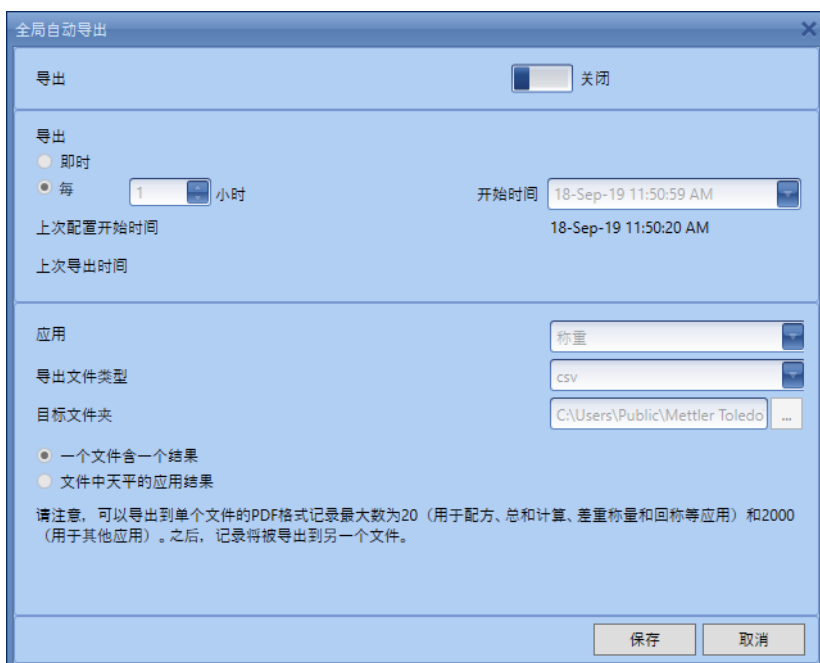 全局自动导出
导出 关闭
导出
即时
每 1 小时 开始时间 18-Sep-19 11:50:59 AM
上次配置开始时间 18-Sep-19 11:50:20 AM
上次导出时间
应用 称重
导出文件类型 csv
目标文件夹 C:\Users\Public\Mettler Toledo ...
一个文件含一个结果
文件中天平的应用结果
请注意，可以导出到单个文件的PDF格式记录最大数为20（用于配方、总和计算、差重称量和回称等应用）和2000
（用于其他应用）。之后，记录将被导出到另一个文件。
保存 取消